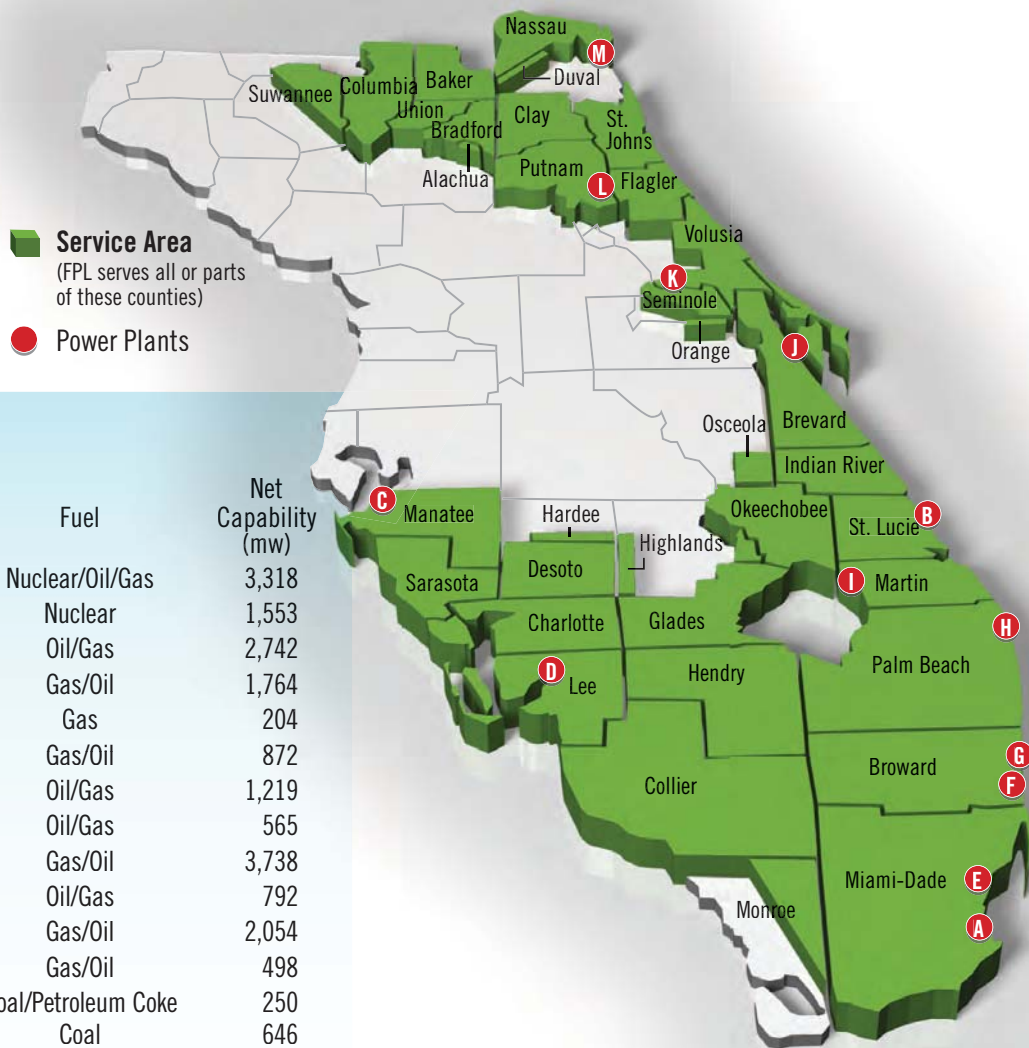 Nassau
M
Duval
Suwannee
Columbia
Baker
Union
Bradford
Clay
St.
Johns
Alachua
Putnam
L
Flagler
Service Area
(FPL serves all or parts
of these counties)
Power Plants
Volusia
K
Seminole
Orange
J
Osceola
Brevard
Indian River
C
Manatee
Hardee
Highlands
Okeechobee
B
St. Lucie
Sarasota
Desoto
I
Martin
Charlotte
Glades
H
Palm Beach
D
Lee
Hendry
G
Broward
F
Collier
Miami-Dade
E
Monroe
A
Fuel Net
Capability
(mw)
Nuclear/Oil/Gas 3,318
Nuclear 1,553
Oil/Gas 2,742
Gas/Oil 1,764
Gas 204
Gas/Oil 872
Oil/Gas 1,219
Oil/Gas 565
Gas/Oil 3,738
Oil/Gas 792
Gas/Oil 2,054
Gas/Oil 498
oal/Petroleum Coke 250
Coal 646